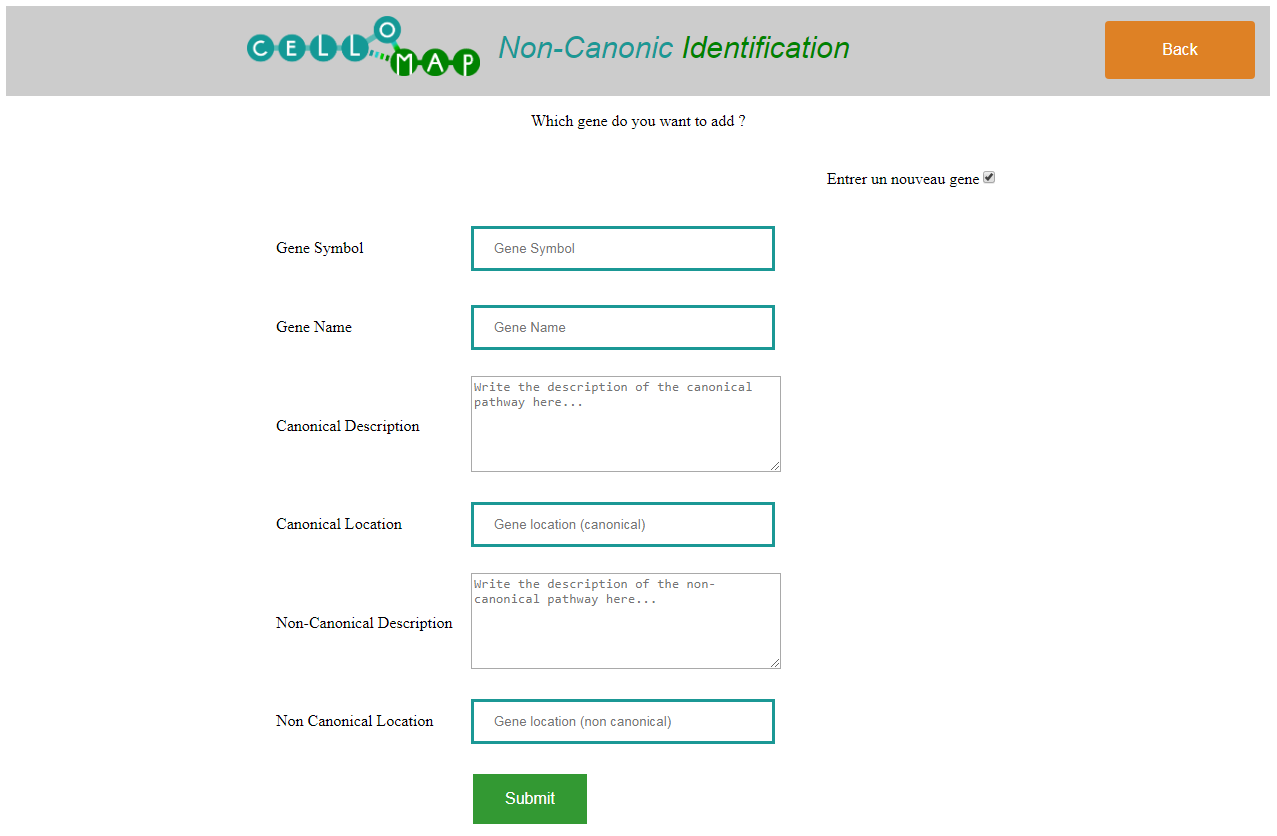 CELLOMAP Non-Canonic Identification
Back
Which gene do you want to add ?
Entrer un nouveau gene
Gene Symbol
Gene Symbol
Gene Name
Gene Name
Canonical Description
Write the description of the canonical
pathway here...
Canonical Location
Gene location (canonical)
Non-Canonical Description
Write the description of the non-
canonical pathway here...
Non Canonical Location
Gene location (non canonical)
Submit